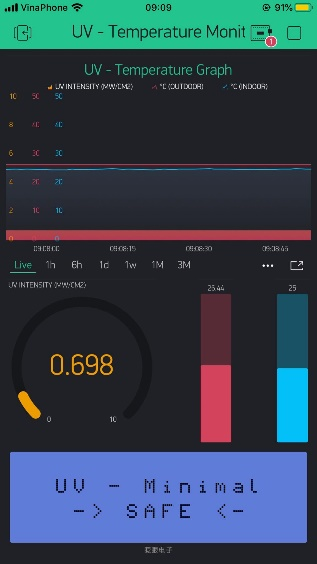 VinaPhone 09:09 91%
UV - Temperature Monit
1
UV - Temperature Graph
UV INTENSITY (MW/CM2) °C (OUTDOOR) °C (INDOOR)
10 50 50
8 40 40
6 30 30
4 20 20
2 10 10
0 0 0
09:08:00 09:08:15 09:08:30 09:08:45
Live 1h 6h 1d 1w 1M 3M
UV INTENSITY (MW/CM2)
26.44 25
0.698
0 10
UV - Minimal
-> SAFE <-